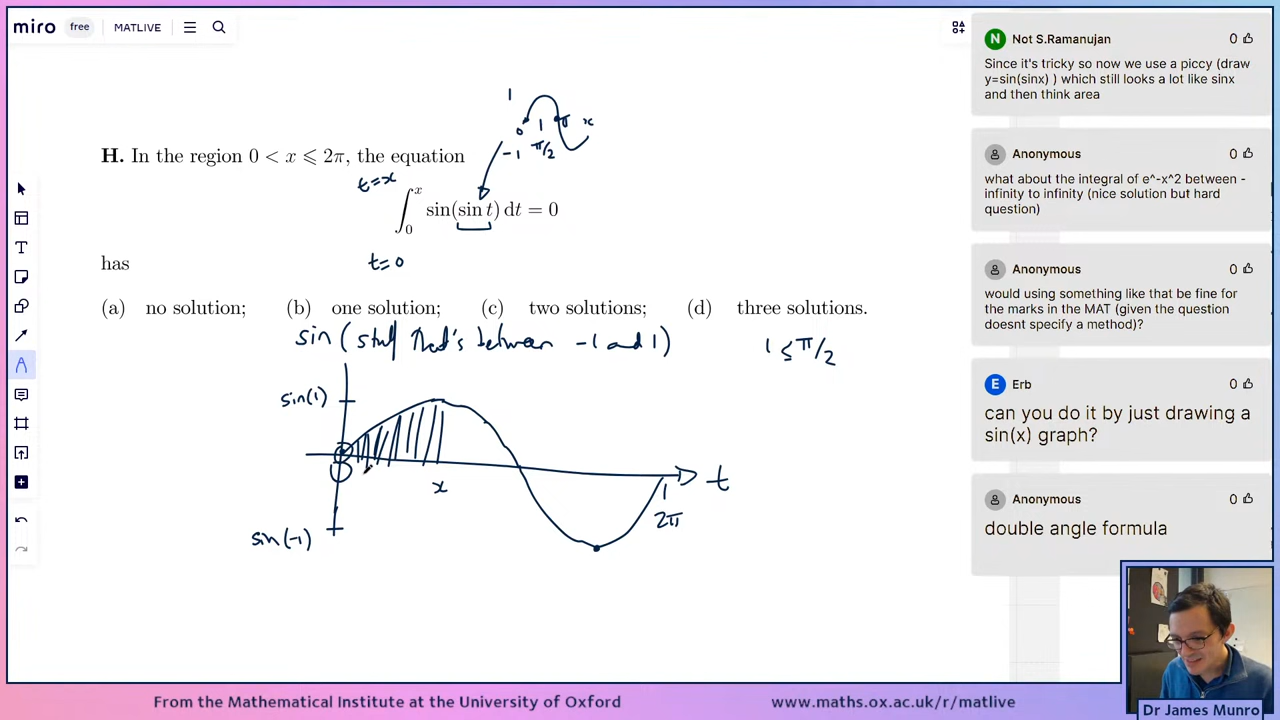 miro free MATLIVE
H. In the region 0 < x ⩽ 2π, the equation
∫₀ˣ sin(sin t) dt = 0
t=x
t=0
1
0
-1
π/2
π
x
has
(a) no solution; (b) one solution; (c) two solutions; (d) three solutions.
sin (stuff that's between -1 and 1)
1 ≤ π/2
sin(1)
sin(-1)
x
t
2π
N Not S.Ramanujan 0
Since it's tricky so now we use a piccy (draw
y=sin(sinx) ) which still looks a lot like sinx
and then think area
Anonymous 0
what about the integral of e^-x^2 between -
infinity to infinity (nice solution but hard
question)
Anonymous 0
would using something like that be fine for
the marks in the MAT (given the question
doesnt specify a method)?
E Erb 0
can you do it by just drawing a
sin(x) graph?
Anonymous 0
double angle formula
From the Mathematical Institute at the University of Oxford
www.maths.ox.ac.uk/r/matlive
Dr James Munro